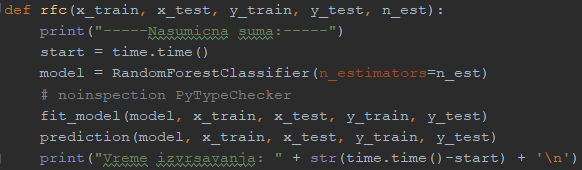 def rfc(x_train, x_test, y_train, y_test, n_est):
    print("-----Nasumicna suma:-----")
    start = time.time()
    model = RandomForestClassifier(n_estimators=n_est)
    # noinspection PyTypeChecker
    fit_model(model, x_train, x_test, y_train, y_test)
    prediction(model, x_train, x_test, y_train, y_test)
    print("Vreme izvrsavanja: " + str(time.time()-start) + '\n')